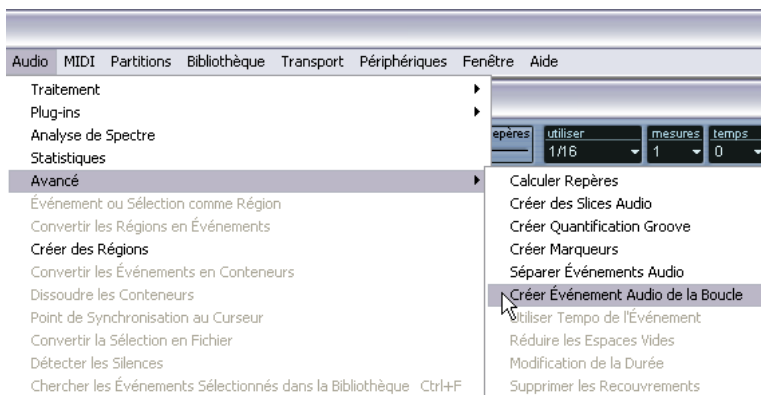 Audio MIDI Partitions Bibliothèque Transport Périphériques Fenêtre Aide
Traitement
Plug-ins
Analyse de Spectre
Statistiques
Avancé
Événement ou Sélection comme Région
Convertir les Régions en Événements
Créer des Régions
Convertir les Événements en Conteneurs
Dissoudre les Conteneurs
Point de Synchronisation au Curseur
Convertir la Sélection en Fichier
Détecter les Silences
Chercher les Événements Sélectionnés dans la Bibliothèque Ctrl+F
epères utiliser mesures temps
1/16 1 0
Calculer Repères
Créer des Slices Audio
Créer Quantification Groove
Créer Marqueurs
Séparer Événements Audio
Créer Événement Audio de la Boucle
Utiliser Tempo de l'Événement
Réduire les Espaces Vides
Modification de la Durée
Supprimer les Recouvrements